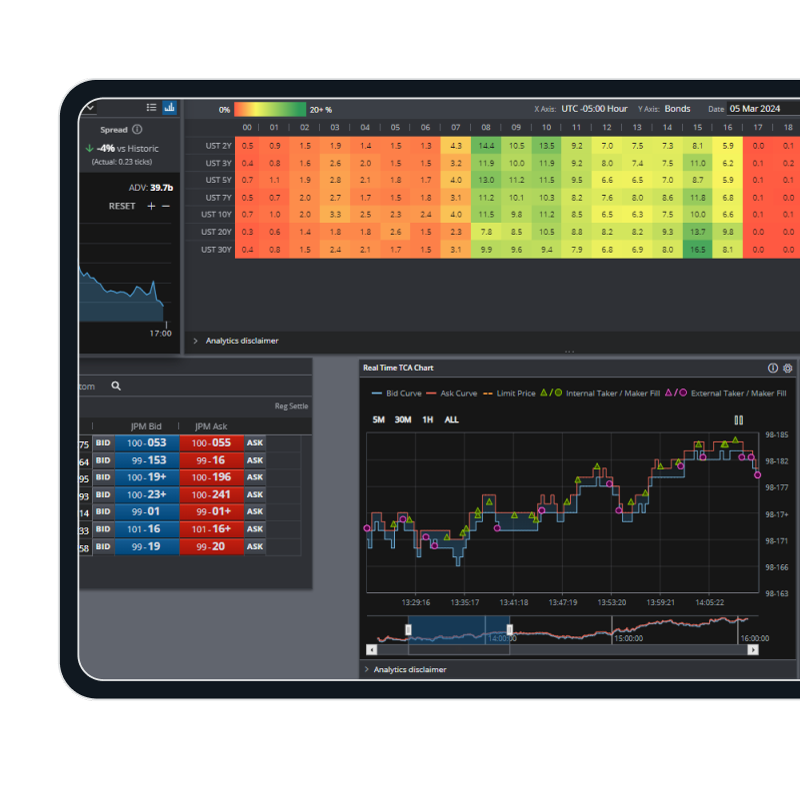 0% 20+ % X Axis: UTC -05:00 Hour Y Axis: Bonds Date 05 Mar 2024
00 01 02 03 04 05 06 07 08 09 10 11 12 13 14 15 16 17 18
Spread
-4% vs Historic
(Actual: 0.23 ticks)
ADV: 39.7b
RESET + −
17:00
UST 2Y 0.5 0.9 1.5 1.9 1.4 1.5 1.3 4.3 14.4 10.5 13.5 9.2 7.0 7.5 7.3 8.1 5.9 0.0 0.1
UST 3Y 0.4 0.8 1.6 2.6 2.0 1.5 1.5 3.2 11.9 10.0 11.9 9.2 8.0 7.4 7.5 11.0 6.2 0.1 0.2
UST 5Y 0.7 1.1 1.9 2.8 2.1 1.8 1.7 4.0 13.0 11.2 11.5 9.5 6.6 6.5 7.0 8.7 5.9 0.1 0.1
UST 7Y 0.5 0.7 2.0 2.7 1.7 1.5 1.8 3.1 11.2 10.1 10.3 8.2 7.6 8.0 8.6 11.8 6.8 0.0 0.1
UST 10Y 0.7 1.0 2.0 3.3 2.5 2.3 2.4 4.0 11.5 9.8 11.2 8.5 6.5 6.3 7.5 10.0 6.6 0.1 0.1
UST 20Y 0.3 0.6 1.4 1.8 1.8 2.6 1.5 2.3 7.8 8.5 10.5 8.8 8.2 8.2 9.3 13.7 9.8 0.0 0.0
UST 30Y 0.4 0.8 1.5 2.4 2.1 1.7 1.5 3.1 9.9 9.6 9.4 7.9 6.8 6.9 8.0 16.5 8.1 0.0 0.0
Analytics disclaimer
tom
Reg Settle
JPM Bid JPM Ask
75 BID 100-053 100-055 ASK
64 BID 99-153 99-16 ASK
95 BID 100-19+ 100-196 ASK
93 BID 100-23+ 100-241 ASK
14 BID 99-01 99-01+ ASK
33 BID 101-16 101-16+ ASK
58 BID 99-19 99-20 ASK
Real Time TCA Chart
Bid Curve Ask Curve Limit Price Internal Taker / Maker Fill External Taker / Maker Fill
5M 30M 1H ALL
98-185
98-182
98-177
98-17+
98-171
98-166
98-163
13:29:16 13:35:17 13:41:18 13:47:19 13:53:20 13:59:21 14:05:22
14:00:00 15:00:00 16:00:00
Analytics disclaimer